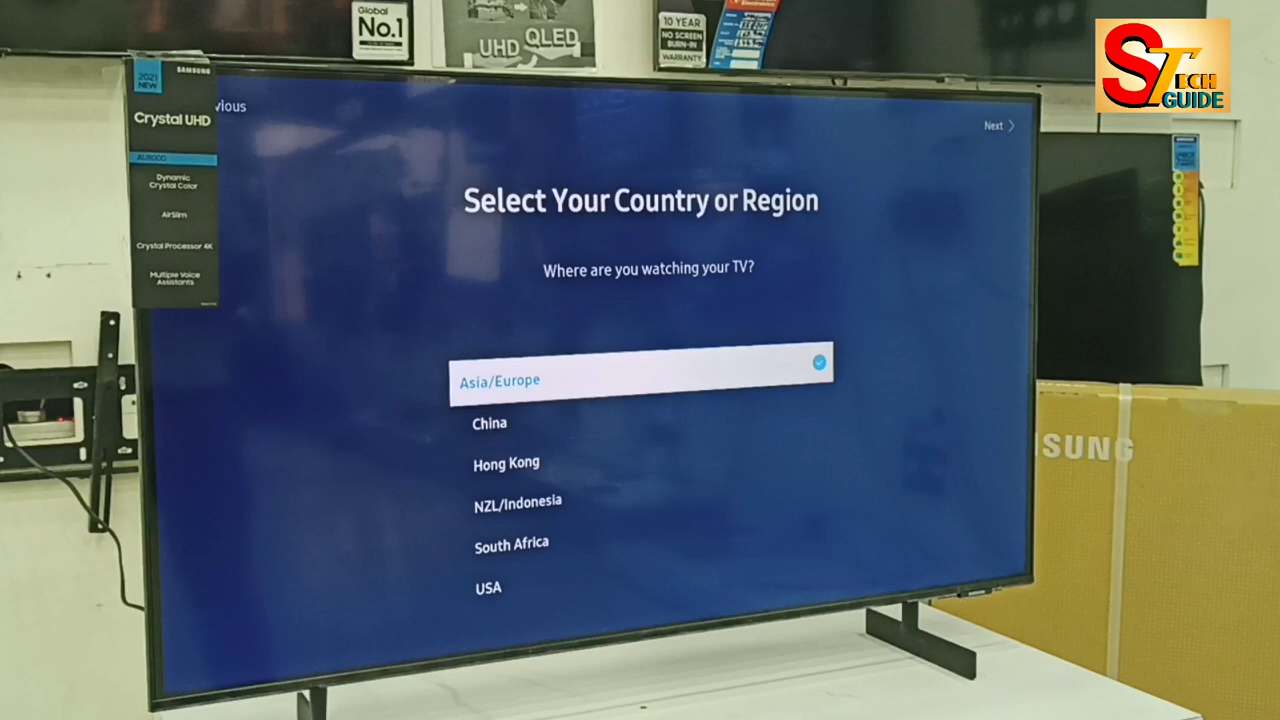 Global
No.1
UHD QLED
10 YEAR
NO SCREEN
BURN-IN
WARRANTY
STECH
GUIDE
SAMSUNG
2021
NEW
Crystal UHD
AU8000
Dynamic
Crystal Color
AirSlim
Crystal Processor 4K
Multiple Voice
Assistants
vious
Next
Select Your Country or Region
Where are you watching your TV?
Asia/Europe
China
Hong Kong
NZL/Indonesia
South Africa
USA
SUNG